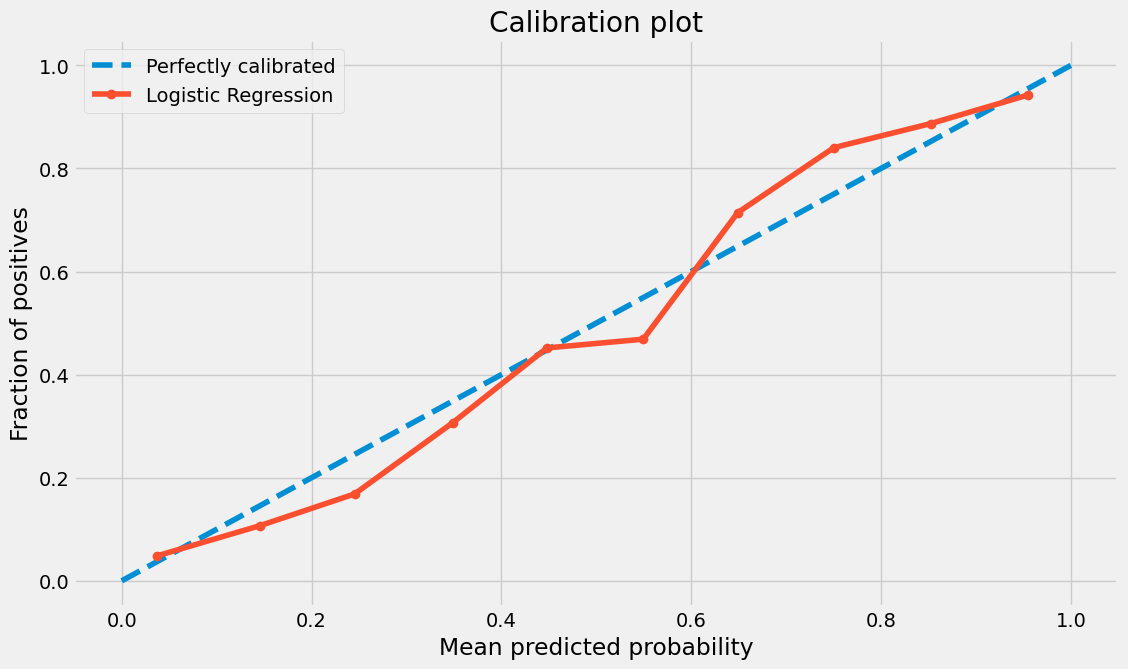 Calibration plot
Perfectly calibrated
Logistic Regression
1.0
0.8
0.6
0.4
0.2
0.0
Fraction of positives
0.0 0.2 0.4 0.6 0.8 1.0
Mean predicted probability